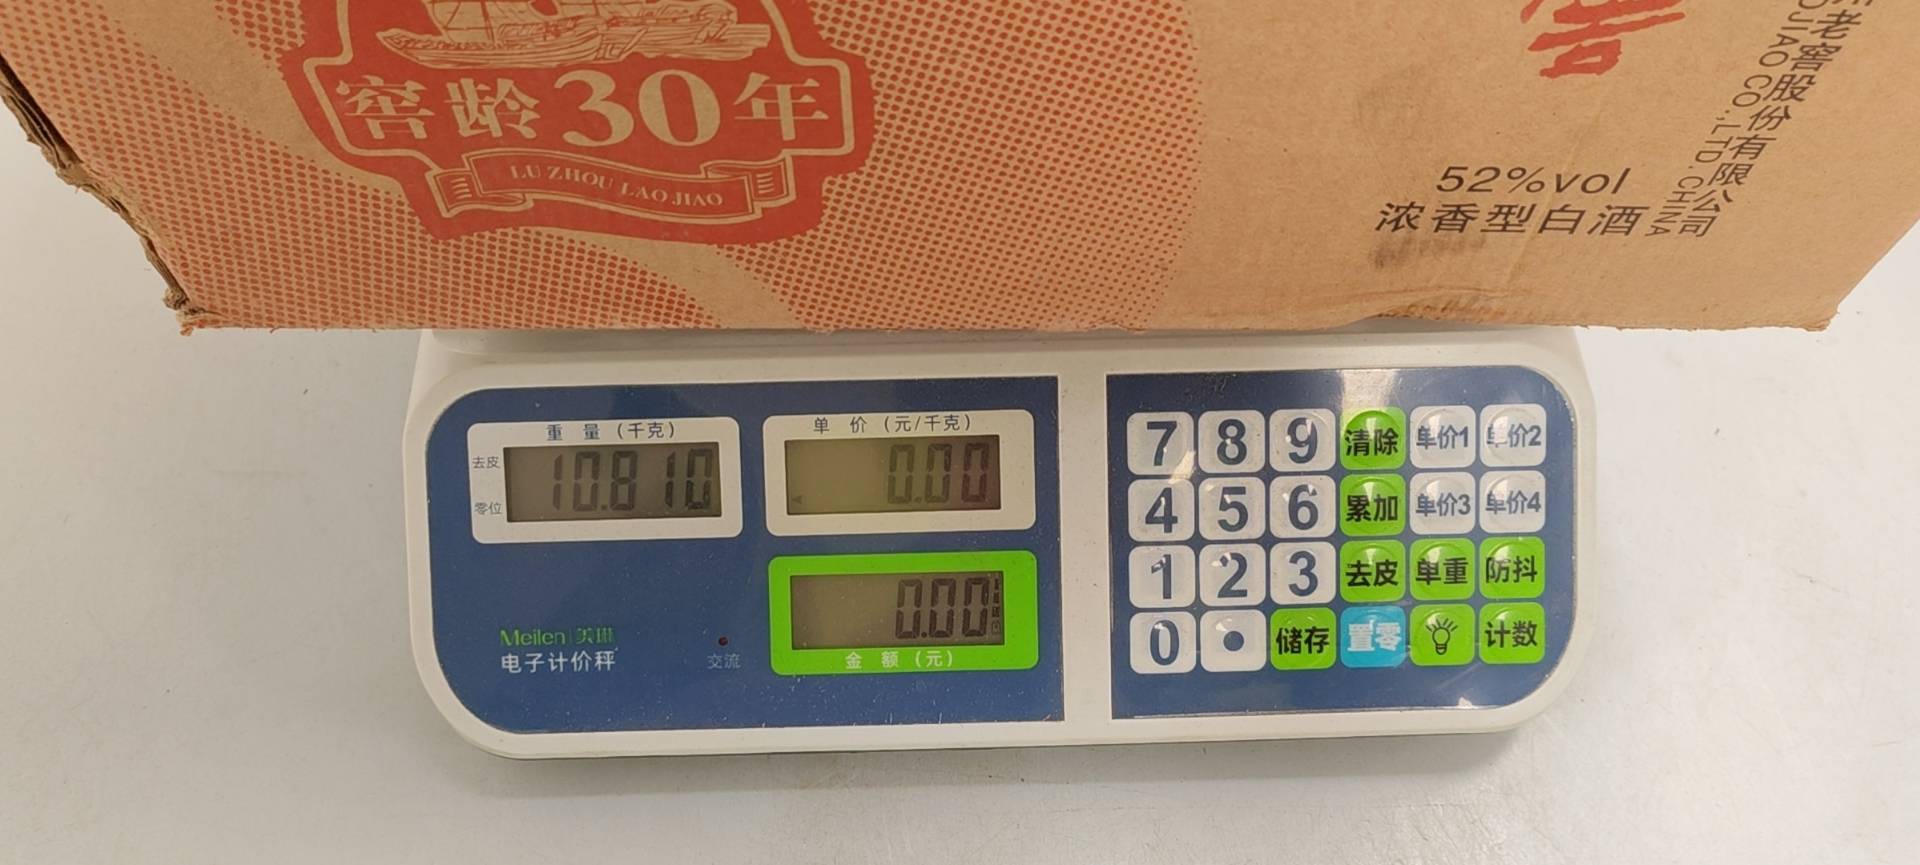 窖龄30年
LU ZHOU LAO JIAO
52%vol
浓香型白酒
老窖股份有限公司
OJIAO CO.,LTD.CHINA
重 量 (千克)
去皮
零位
10.810
单 价 (元/千克)
0.00
0.00
金 额 (元)
Meilen|美琳
电子计价秤
交流
7 8 9 清除 单价1 单价2
4 5 6 累加 单价3 单价4
1 2 3 去皮 单重 防抖
0 • 储存 置零 计数